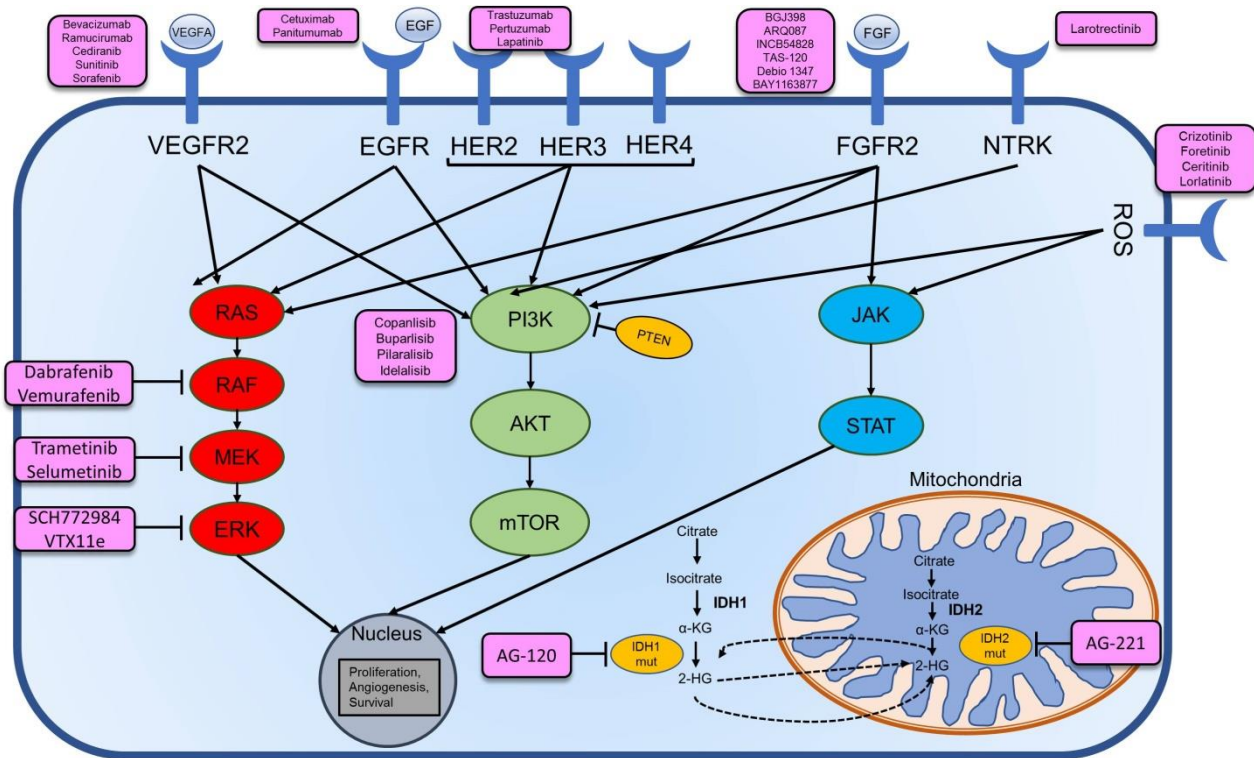 Bevacizumab
Ramucirumab
Cediranib
Sunitinib
Sorafenib
VEGFA
Cetuximab
Panitumumab
EGF
Trastuzumab
Pertuzumab
Lapatinib
BGJ398
ARQ087
INCB54828
TAS-120
Debio 1347
BAY1163877
FGF
Larotrectinib
VEGFR2
EGFR
HER2
HER3
HER4
FGFR2
NTRK
Crizotinib
Foretinib
Ceritinib
Lorlatinib
ROS
RAS
PI3K
JAK
PTEN
Copanlisib
Buparlisib
Pilaralisib
Idelalisib
Dabrafenib
Vemurafenib
RAF
AKT
STAT
Trametinib
Selumetinib
MEK
mTOR
SCH772984
VTX11e
ERK
Mitochondria
Citrate
Isocitrate
IDH1
α-KG
2-HG
Citrate
Isocitrate
IDH2
α-KG
2-HG
IDH1
mut
AG-120
IDH2
mut
AG-221
Nucleus
Proliferation,
Angiogenesis,
Survival